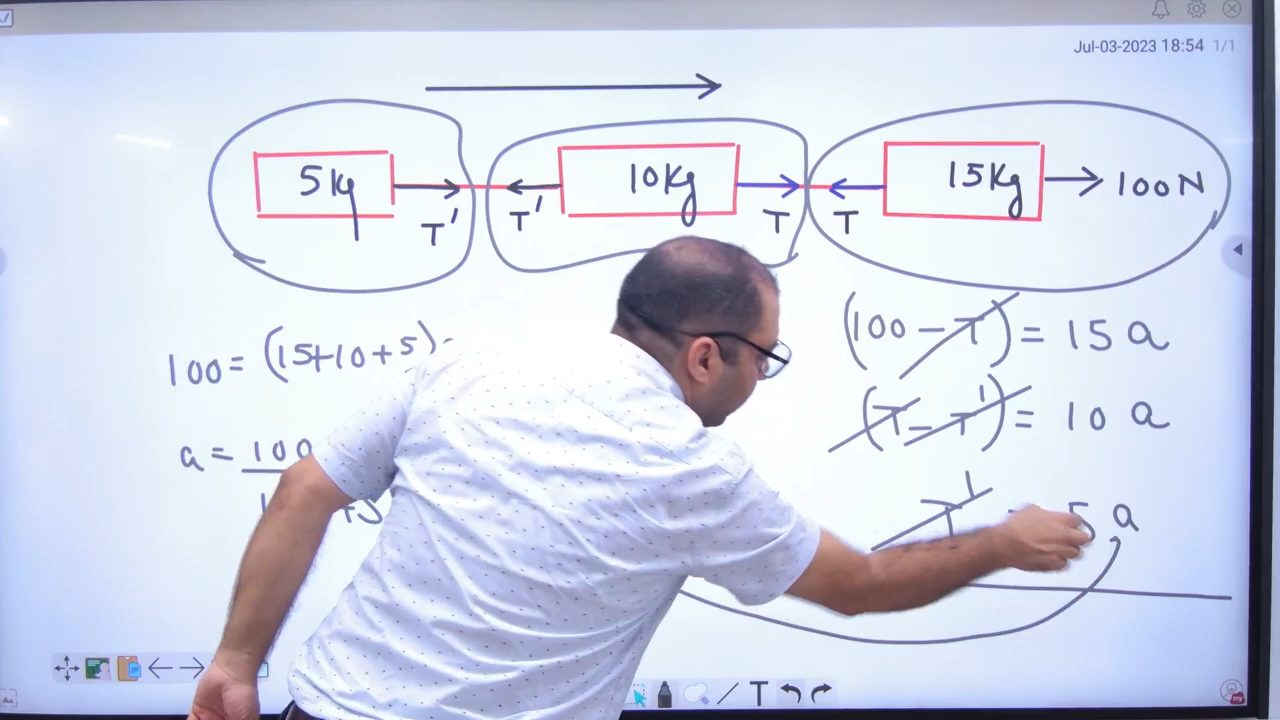 Jul-03-2023 18:54 1/1
5kg 10kg 15kg 100N
T' T' T T
100 = (15+10+5)
(100 - T) = 15 a
(T - T') = 10 a
a = 100
T' = 5 a
T